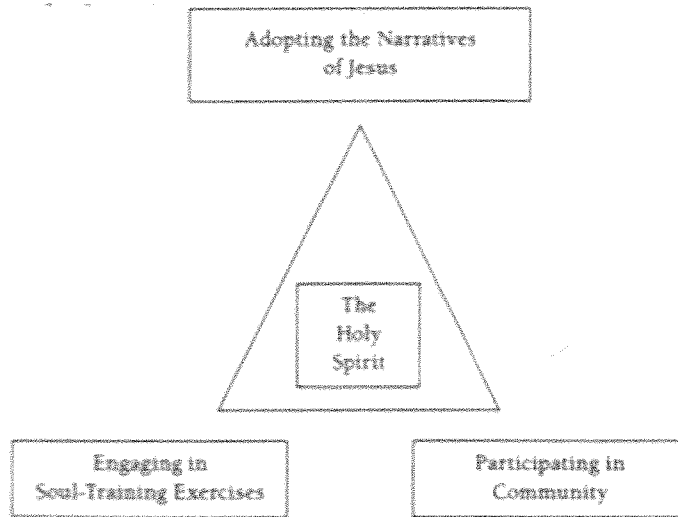 Adopting the Narratives
of Jesus
The
Holy
Spirit
Engaging in
Soul-Training Exercises
Participating in
Community